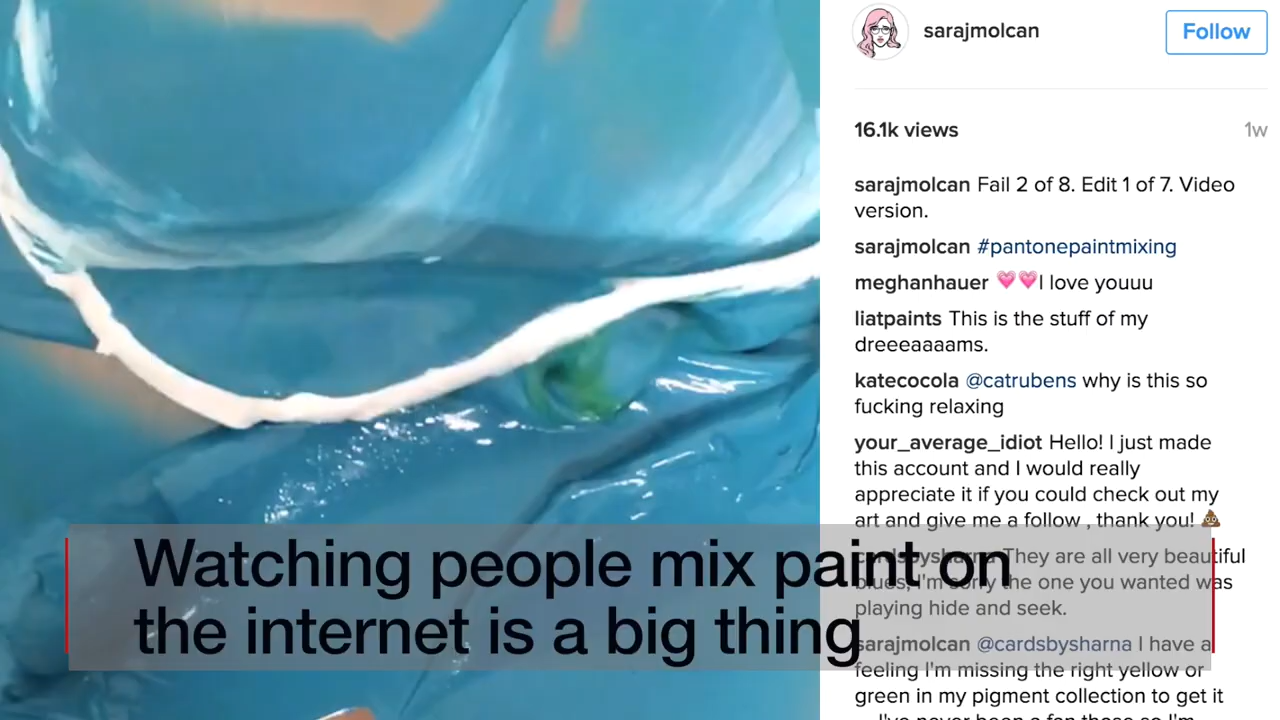 sarajmolcan
Follow
16.1k views
1w
sarajmolcan Fail 2 of 8. Edit 1 of 7. Video
version.
sarajmolcan #pantonepaintmixing
meghanhauer 💗💗I love youuu
liatpaints This is the stuff of my
dreeeaaaams.
katecocola @catrubens why is this so
fucking relaxing
your_average_idiot Hello! I just made
this account and I would really
appreciate it if you could check out my
art and give me a follow , thank you! 💩
cardsbysharna They are all very beautiful
blues, I'm sorry the one you wanted was
playing hide and seek.
sarajmolcan @cardsbysharna I have a
feeling I'm missing the right yellow or
green in my pigment collection to get it
Watching people mix paint on
the internet is a big thing